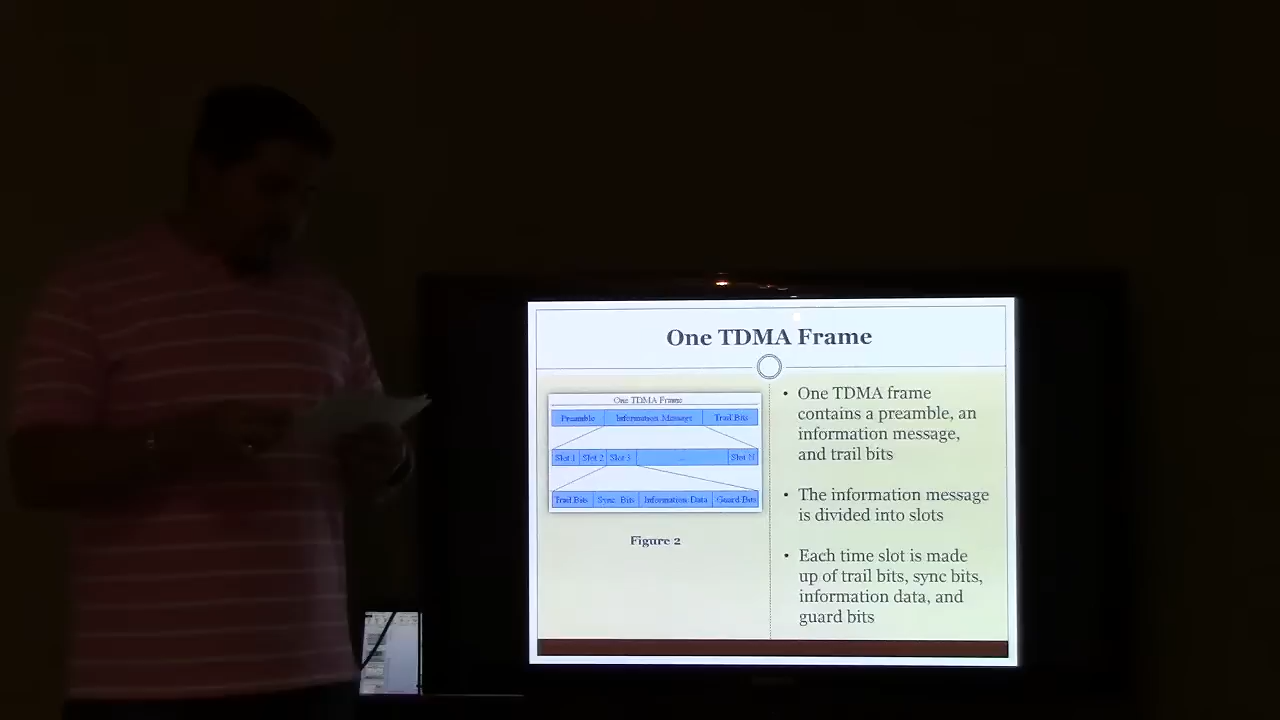 One TDMA Frame
One TDMA Frame
Preamble Information Message Trail Bits
Slot 1 Slot 2 Slot 3 ... Slot N
Trail Bits Sync Bits Information Data Guard Bits
Figure 2
• One TDMA frame
contains a preamble, an
information message,
and trail bits
• The information message
is divided into slots
• Each time slot is made
up of trail bits, sync bits,
information data, and
guard bits